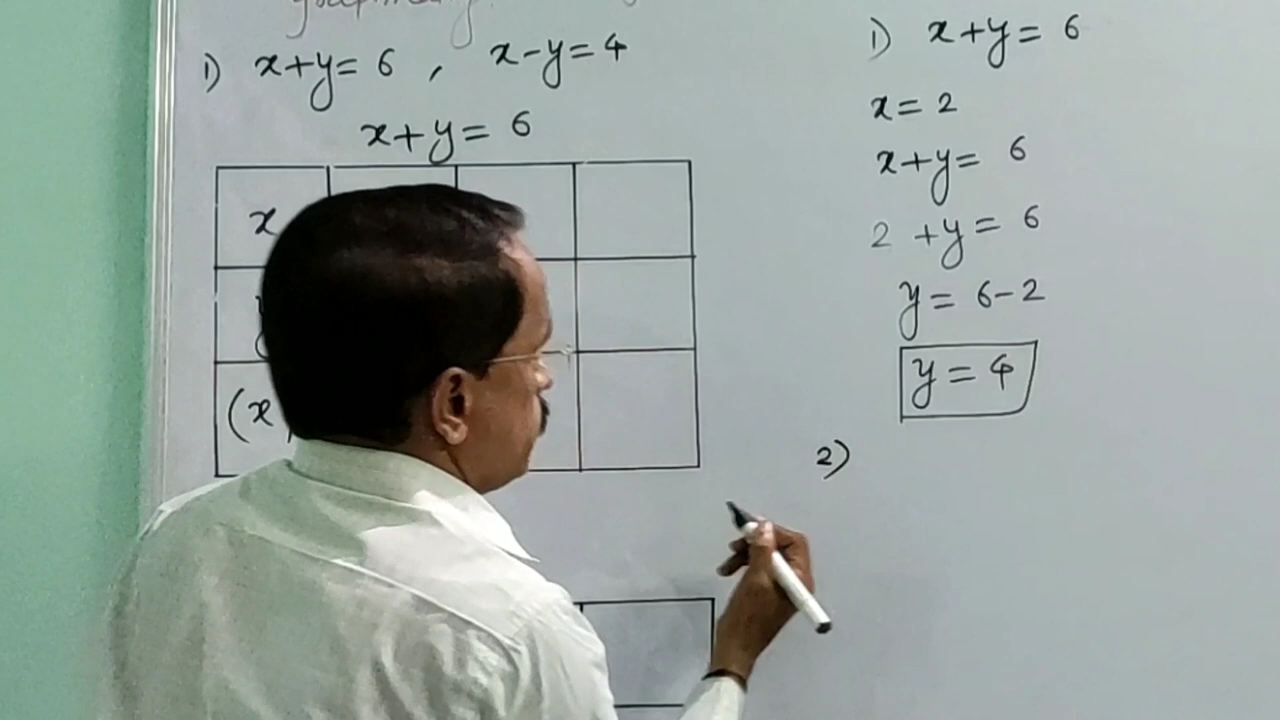 1) x+y= 6 , x-y=4
x+y= 6
x
(x
1) x+y= 6
x= 2
x+y= 6
2 +y= 6
y= 6-2
y= 4
2)